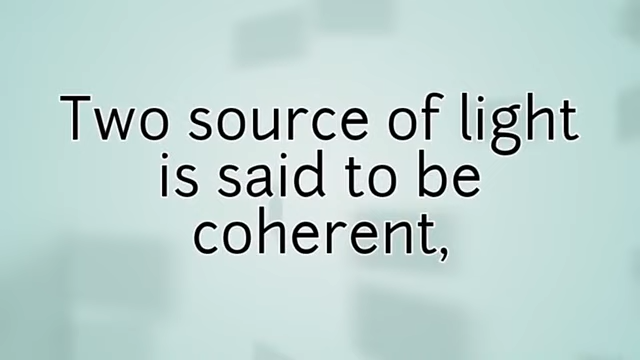 Two source of light
is said to be
coherent,